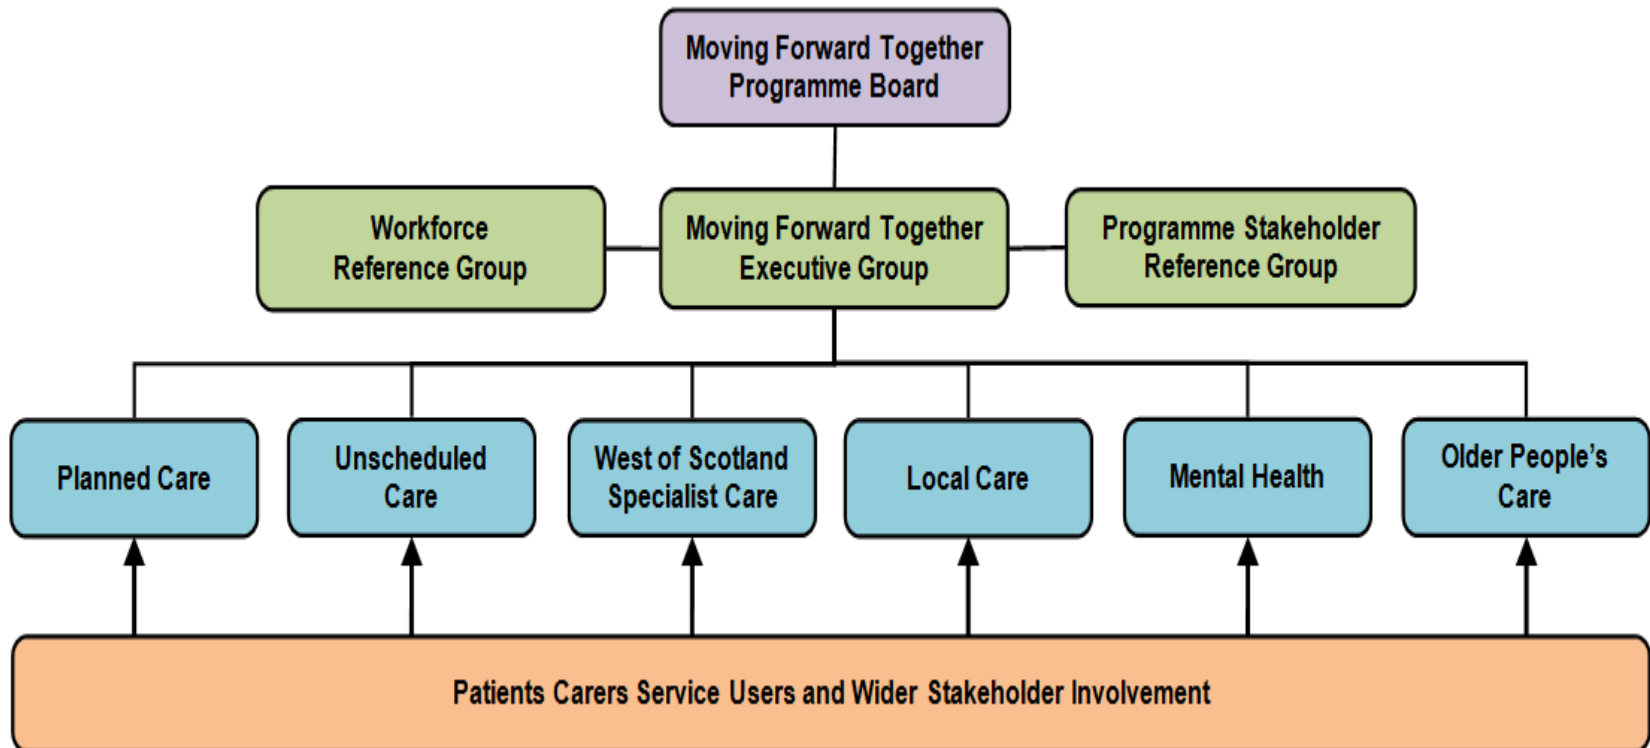 Moving Forward Together
Programme Board
Workforce
Reference Group
Moving Forward Together
Executive Group
Programme Stakeholder
Reference Group
Planned Care
Unscheduled
Care
West of Scotland
Specialist Care
Local Care
Mental Health
Older People’s
Care
Patients Carers Service Users and Wider Stakeholder Involvement